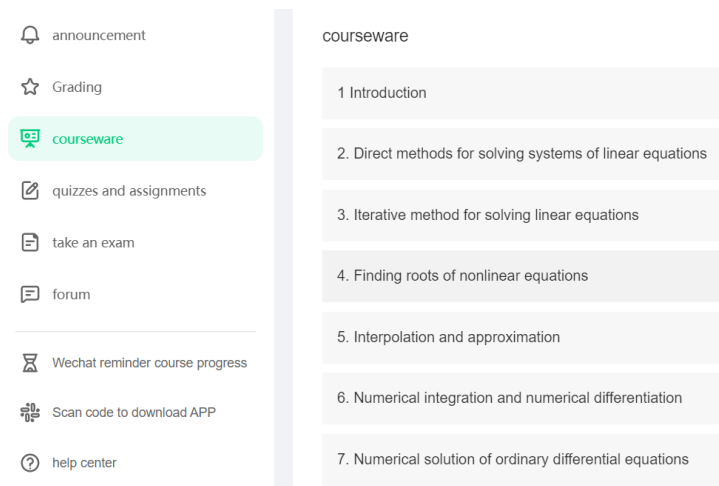 announcement
Grading
courseware
quizzes and assignments
take an exam
forum
Wechat reminder course progress
Scan code to download APP
help center
courseware
1 Introduction
2. Direct methods for solving systems of linear equations
3. Iterative method for solving linear equations
4. Finding roots of nonlinear equations
5. Interpolation and approximation
6. Numerical integration and numerical differentiation
7. Numerical solution of ordinary differential equations